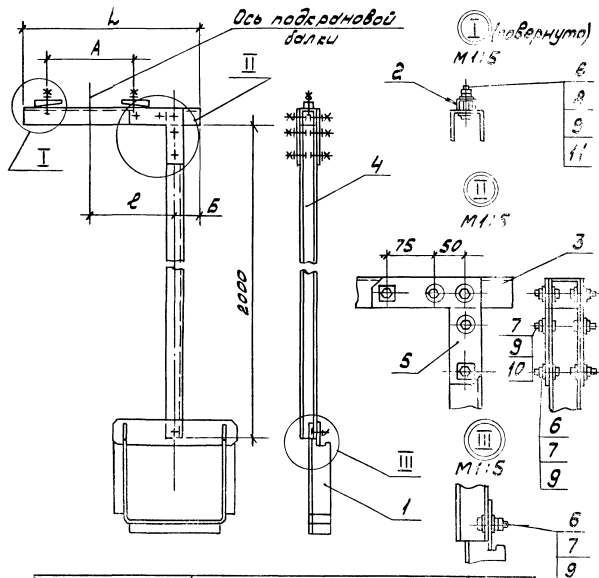 L
Ось подкрановой
балки
А
II
I
l
Б
2000
4
III
1
I (повернуто)
М1:5
2
6
8
9
11
II
М1:5
75 50
3
5
7
9
10
6
7
9
III
М1:5
6
7
9